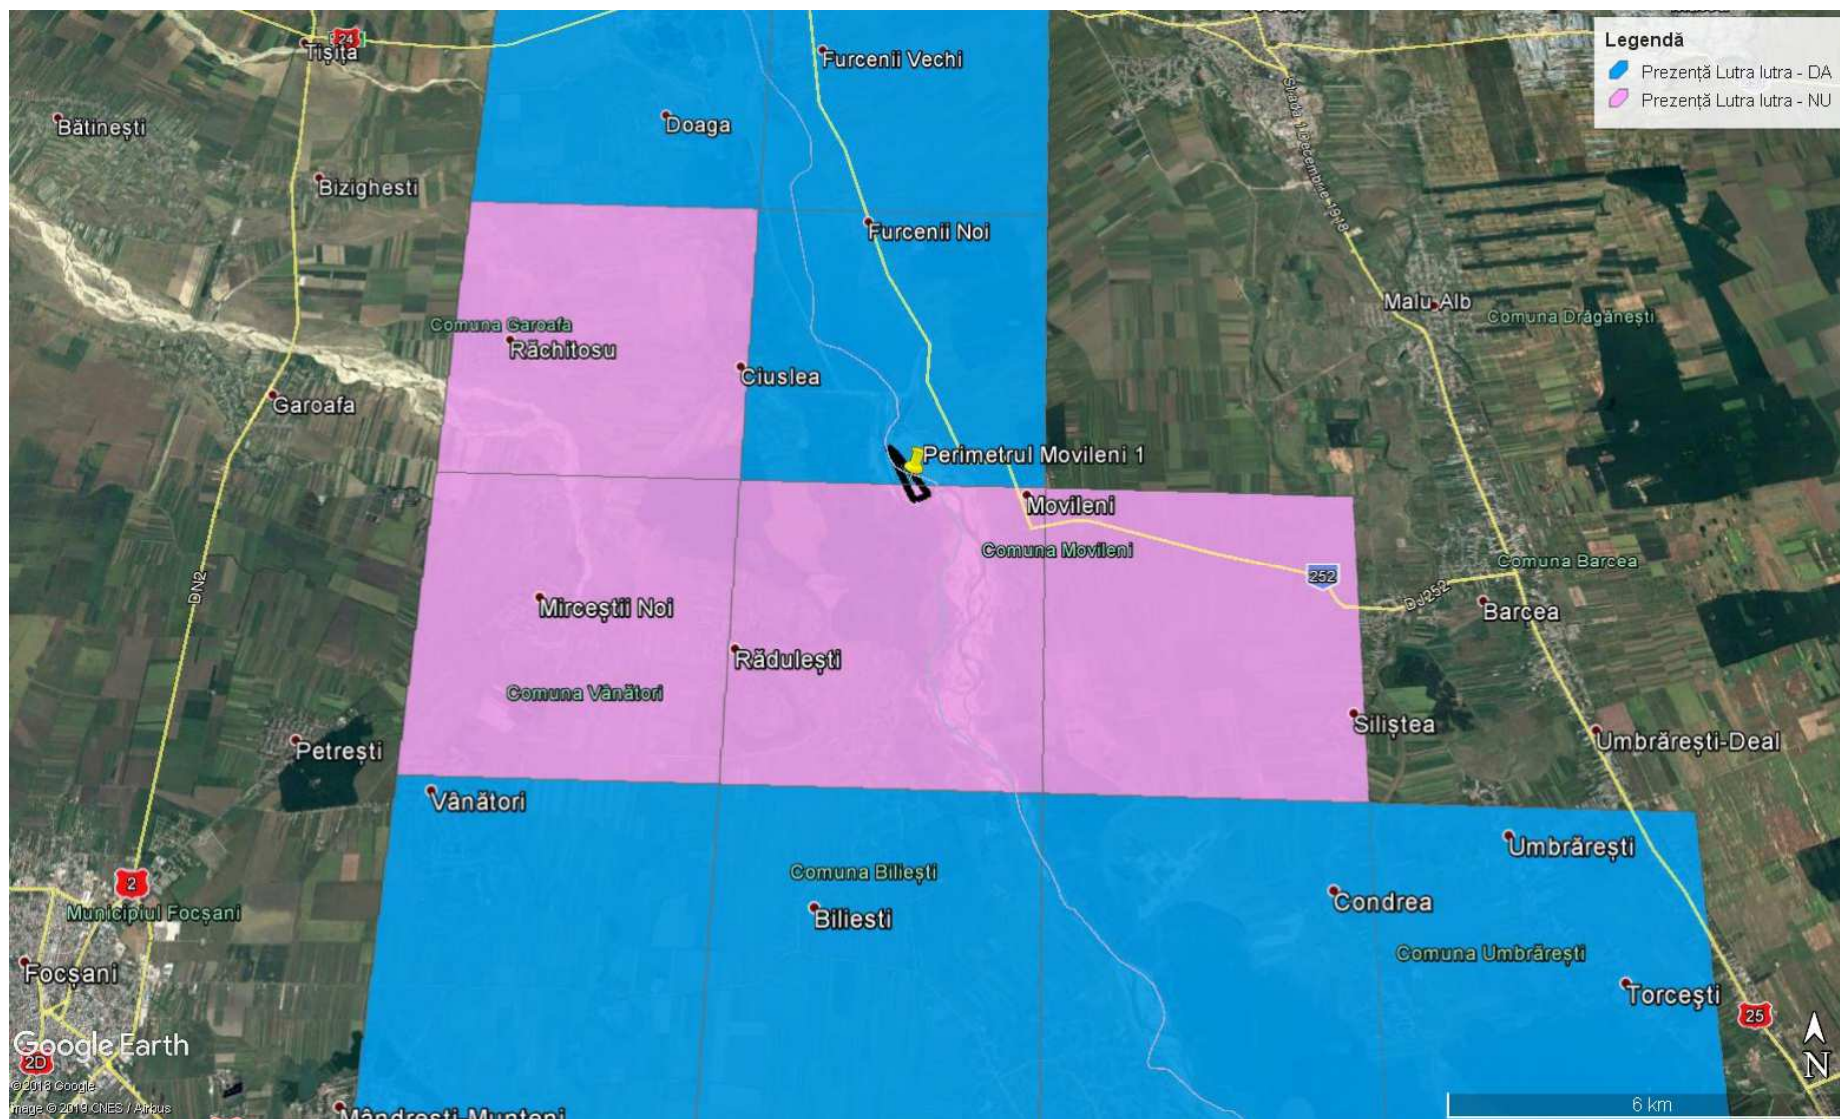 Legendă
Prezență Lutra lutra - DA
Prezență Lutra lutra - NU
24
Tișița
Furcenii Vechi
Bătinești
Doaga
Strada 1 Decembrie 1918
Bizighesti
Furcenii Noi
Malu Alb
Comuna Drăgănești
Comuna Garoafa
Răchitosu
Ciuslea
Garoafa
Perimetrul Movileni 1
Movileni
Comuna Movileni
Comuna Barcea
252
DJ252
Barcea
DN2
Mirceștii Noi
Rădulești
Comuna Vânători
Siliștea
Petrești
Umbrărești-Deal
Vânători
Umbrărești
2
Comuna Biliești
Condrea
Municipiul Focșani
Biliesti
Comuna Umbrărești
Focșani
Torcești
25
Google Earth
2D
N
©2018 Google
Image © 2019 CNES / Airbus
Mândrești-Munteni
6 km